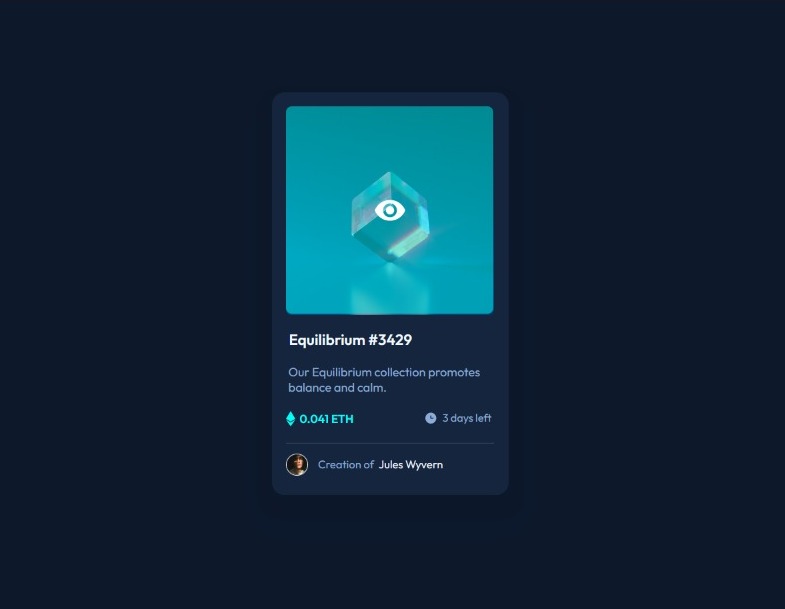 Equilibrium #3429
Our Equilibrium collection promotes
balance and calm.
0.041 ETH
3 days left
Creation of Jules Wyvern